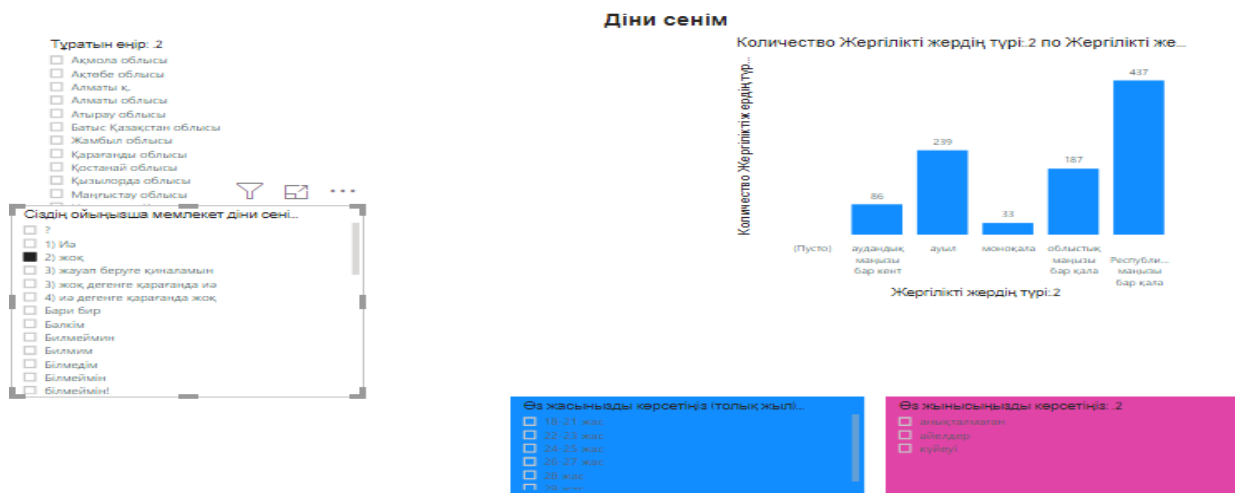 Діни сенім
Тұратын өңір: .2
Ақмола облысы
Ақтөбе облысы
Алматы қ.
Алматы облысы
Атырау облысы
Батыс Қазақстан облысы
Жамбыл облысы
Қарағанды облысы
Қостанай облысы
Қызылорда облысы
Маңғыстау облысы
Сіздің ойыңызша мемлекет діни сені...
?
1) Иә
2) жоқ
3) жауап беруге қиналамын
3) жоқ дегенге қарағанда иә
4) иә дегенге қарағанда жоқ
Бари бир
Бәлкім
Билмеймин
Билмим
Білмедім
Білмеймін
білмеймін!
Количество Жергілікті жердің түрі:.2 по Жергілікті же...
Количество Жергілікті жердің түр...
437
239
187
86
33
(Пусто)
аудандық
маңызы
бар кент
ауыл
моноқала
облыстық
маңызы
бар қала
Республи...
маңызы
бар қала
Жергілікті жердің түрі:.2
Өз жасыңызды көрсетіңіз (толық жыл)...
18-21 жас
22-23 жас
24-25 жас
26-27 жас
28 жас
29 жас
Өз жынысыңызды көрсетіңіз: .2
анықталмаған
әйелдер
күйеуі